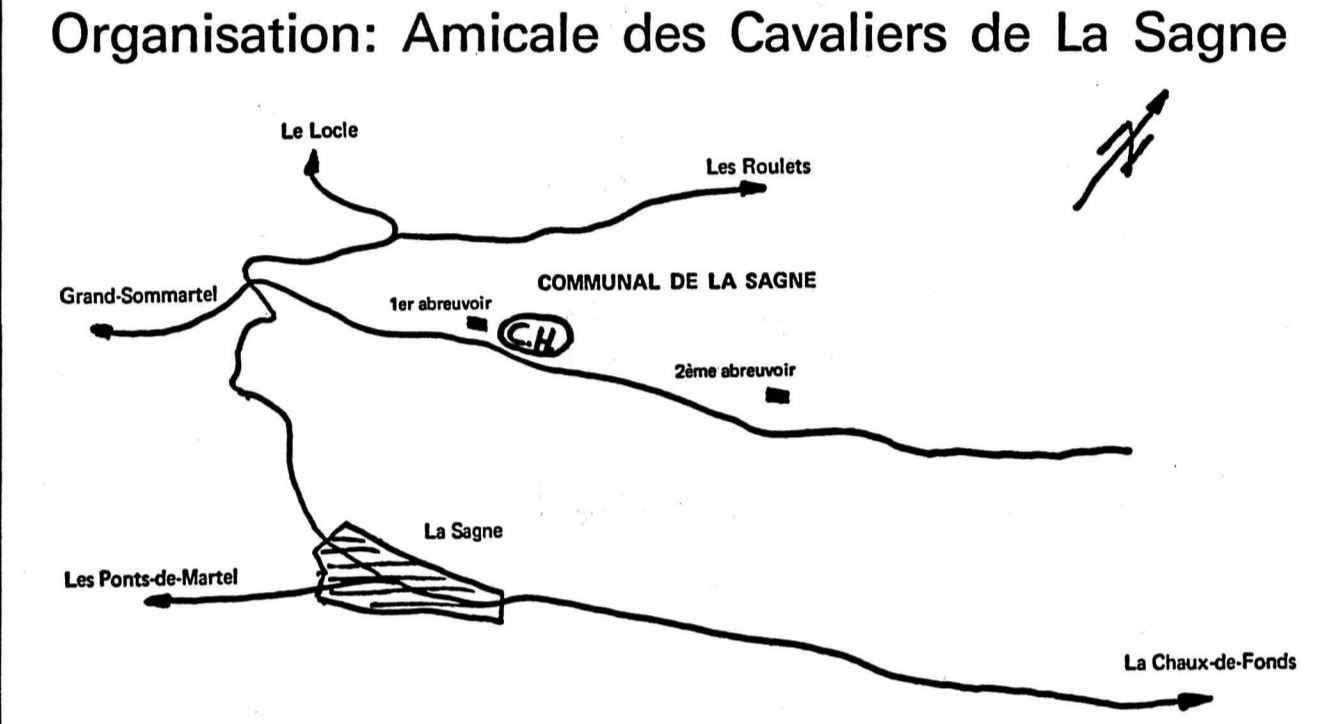 Organisation: Amicale des Cavaliers de La Sagne
Le Locle
Les Roulets
N
COMMUNAL DE LA SAGNE
Grand-Sommartel
1er abreuvoir
C.H.
2ème abreuvoir
La Sagne
Les Ponts-de-Martel
La Chaux-de-Fonds